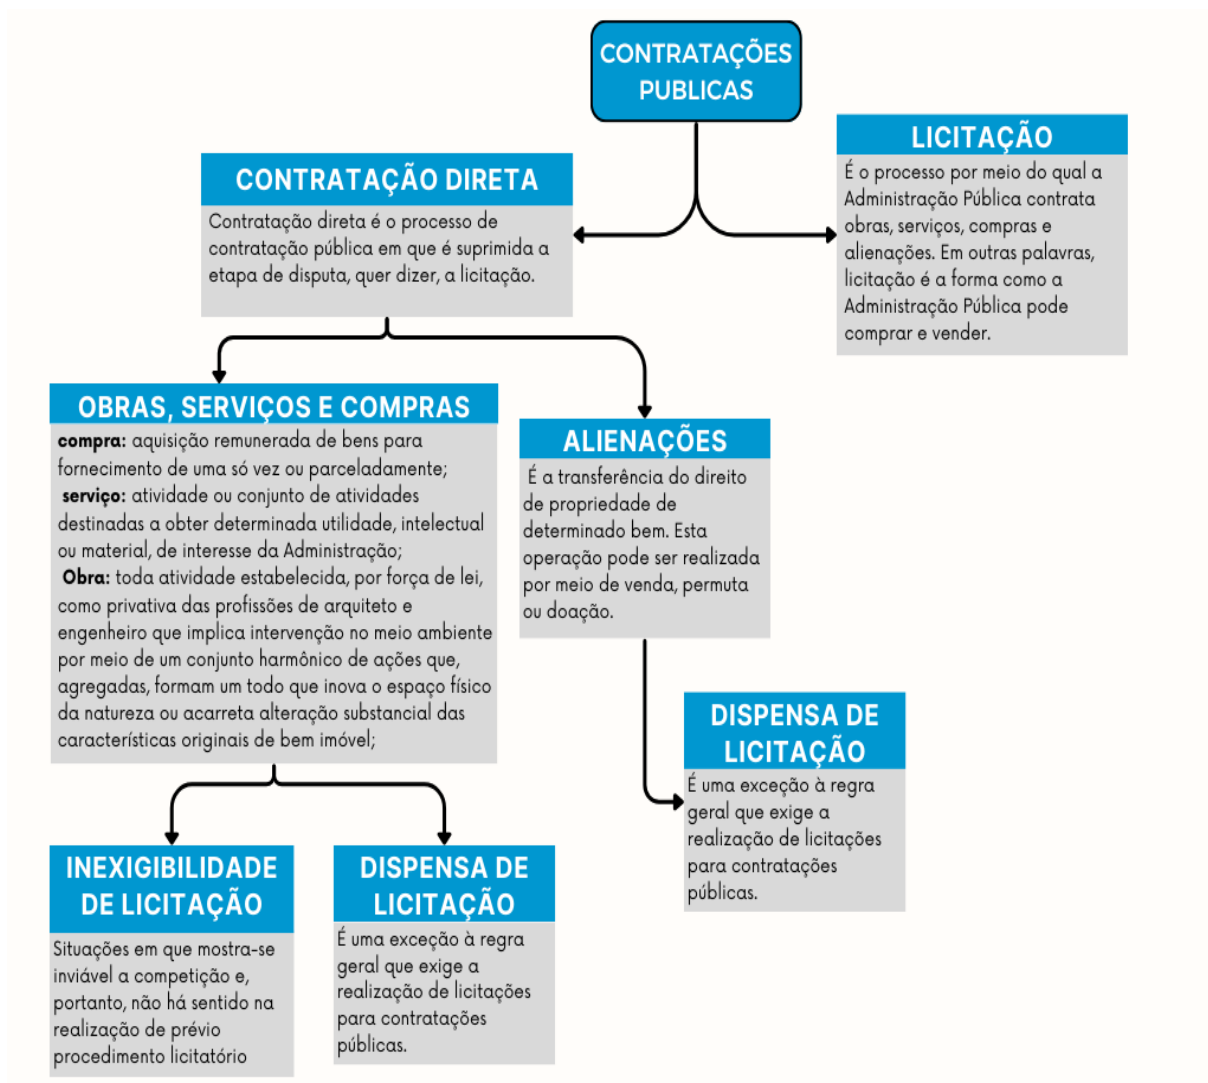 CONTRATAÇÕES
PUBLICAS
LICITAÇÃO
É o processo por meio do qual a
Administração Pública contrata
obras, serviços, compras e
alienações. Em outras palavras,
licitação é a forma como a
Administração Pública pode
comprar e vender.
CONTRATAÇÃO DIRETA
Contratação direta é o processo de
contratação pública em que é suprimida a
etapa de disputa, quer dizer, a licitação.
OBRAS, SERVIÇOS E COMPRAS
compra: aquisição remunerada de bens para
fornecimento de uma só vez ou parceladamente;
serviço: atividade ou conjunto de atividades
destinadas a obter determinada utilidade, intelectual
ou material, de interesse da Administração;
Obra: toda atividade estabelecida, por força de lei,
como privativa das profissões de arquiteto e
engenheiro que implica intervenção no meio ambiente
por meio de um conjunto harmônico de ações que,
agregadas, formam um todo que inova o espaço físico
da natureza ou acarreta alteração substancial das
características originais de bem imóvel;
ALIENAÇÕES
É a transferência do direito
de propriedade de
determinado bem. Esta
operação pode ser realizada
por meio de venda, permuta
ou doação.
DISPENSA DE
LICITAÇÃO
É uma exceção à regra
geral que exige a
realização de licitações
para contratações
públicas.
INEXIGIBILIDADE
DE LICITAÇÃO
Situações em que mostra-se
inviável a competição e,
portanto, não há sentido na
realização de prévio
procedimento licitatório
DISPENSA DE
LICITAÇÃO
É uma exceção à regra
geral que exige a
realização de licitações
para contratações
públicas.